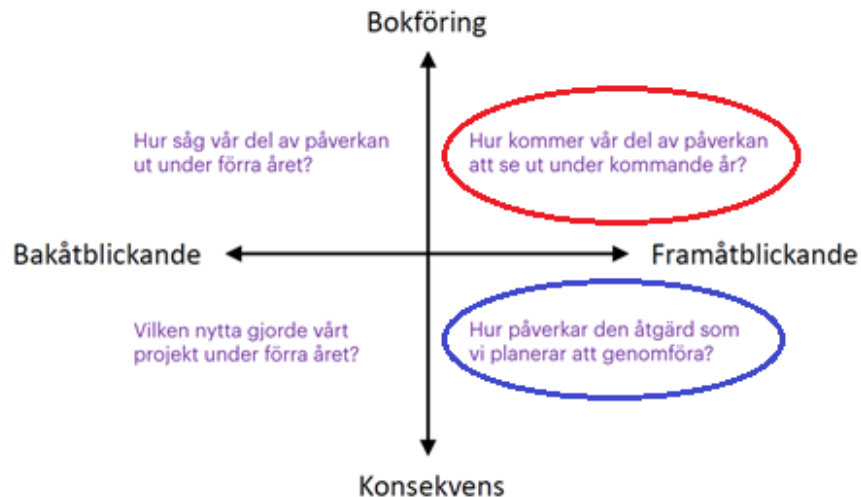 Bokföring
Hur såg vår del av påverkan
ut under förra året?
Hur kommer vår del av påverkan
att se ut under kommande år?
Bakåtblickande
Framåtblickande
Vilken nytta gjorde vårt
projekt under förra året?
Hur påverkar den åtgärd som
vi planerar att genomföra?
Konsekvens